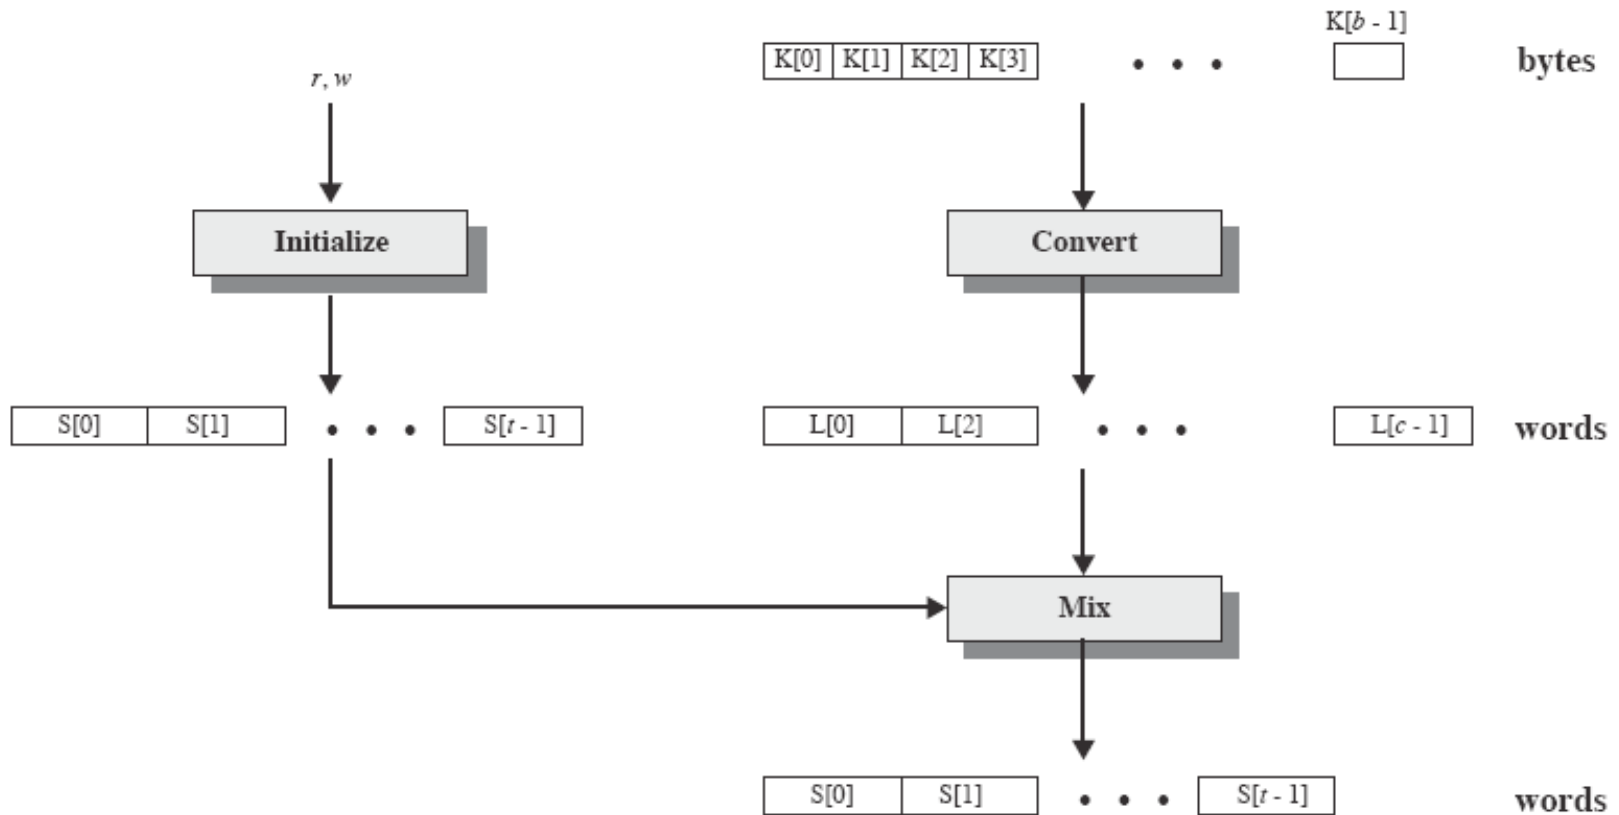 K[b - 1]
K[0] K[1] K[2] K[3] • • • bytes
r, w
Initialize Convert
S[0] S[1] • • • S[t - 1] L[0] L[2] • • • L[c - 1] words
Mix
S[0] S[1] • • • S[t - 1] words